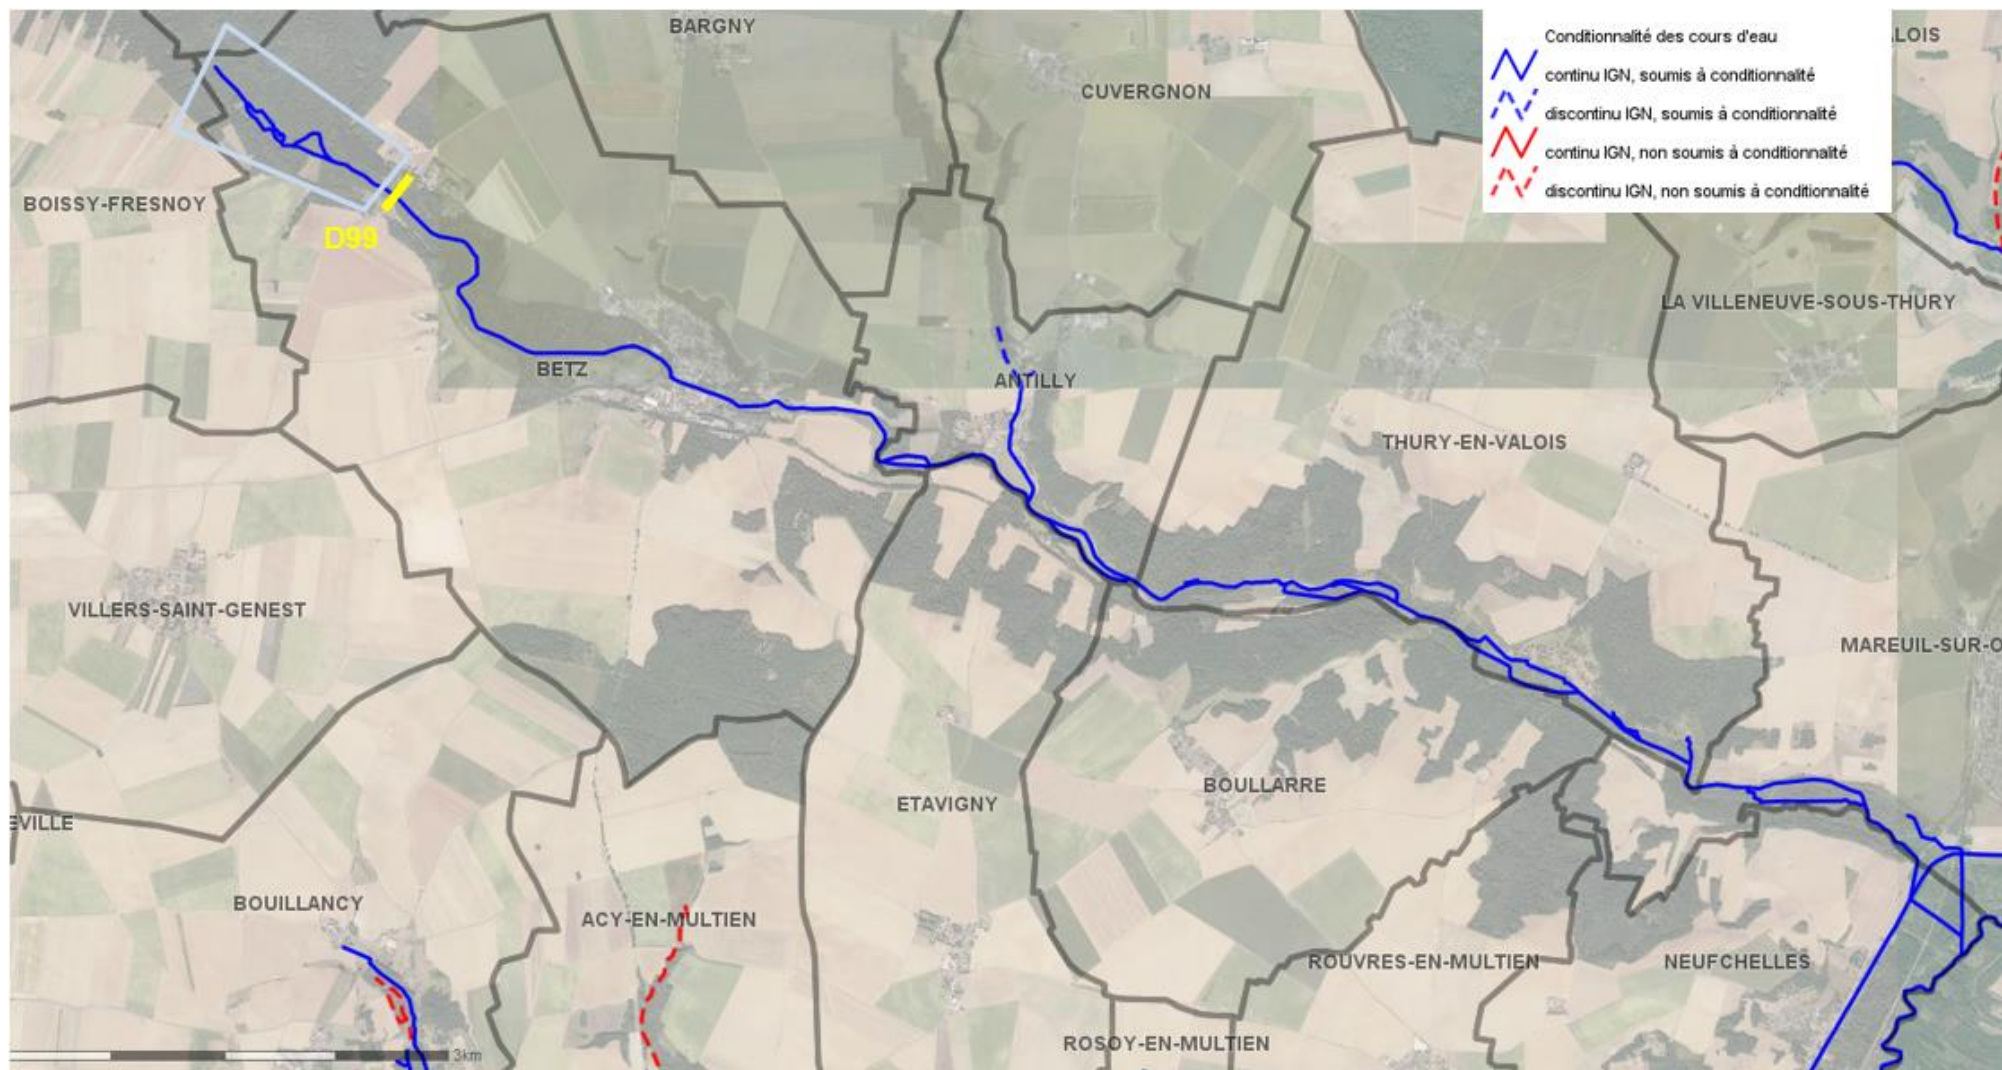 BARGNY
CUVERGNON
Conditionnalité des cours d'eau
continu IGN, soumis à conditionnalité
discontinu IGN, soumis à conditionnalité
continu IGN, non soumis à conditionnalité
discontinu IGN, non soumis à conditionnalité
ALOIS
BOISSY-FRESNOY
D99
LA VILLENEUVE-SOUS-THURY
BETZ
ANTILLY
THURY-EN-VALOIS
VILLERS-SAINT-GENEST
MAREUIL-SUR-O
BOULLARRE
ETAVIGNY
EVILLE
BOUILLANCY
ACY-EN-MULTIEN
ROUVRES-EN-MULTIEN
NEUFCHELLES
ROSOY-EN-MULTIEN
3km